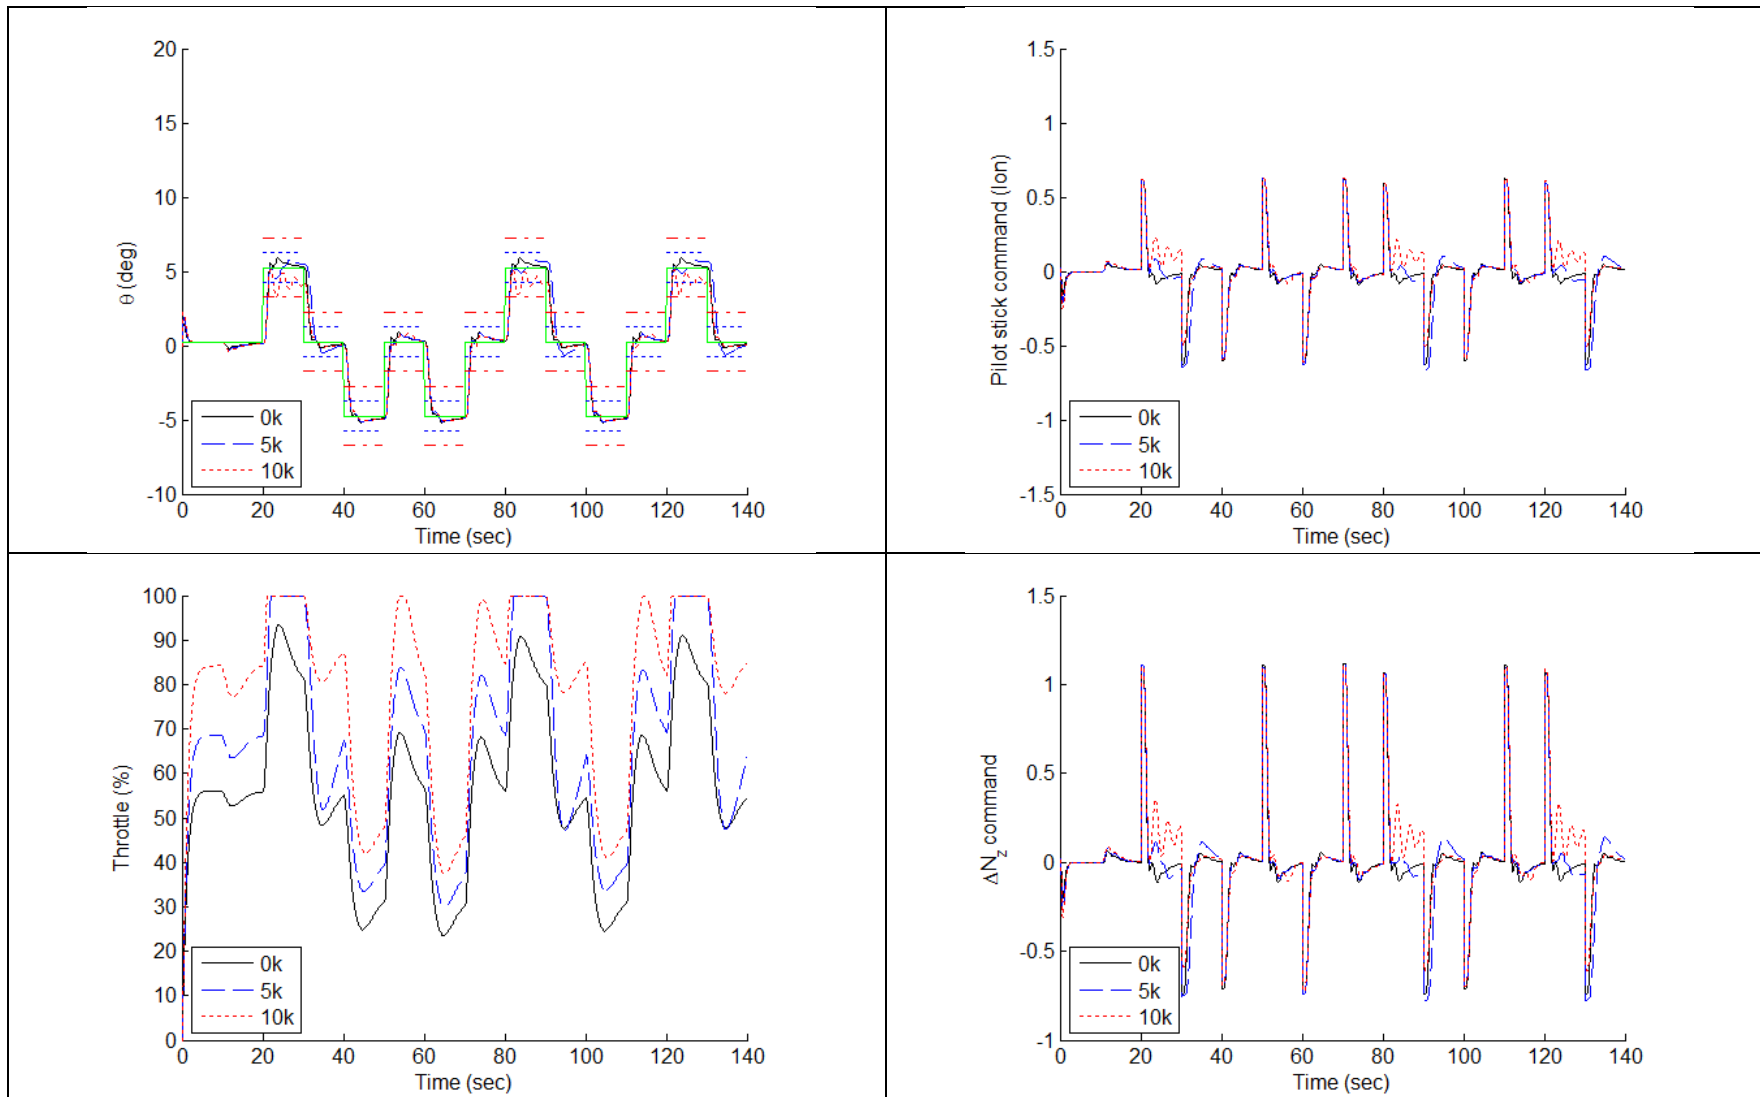 20
15
10
5
0
-5
-10
θ (deg)
0k
5k
10k
0 20 40 60 80 100 120 140
Time (sec)
1.5
1
0.5
0
-0.5
-1
-1.5
Pilot stick command (lon)
0k
5k
10k
0 20 40 60 80 100 120 140
Time (sec)
100
90
80
70
60
50
40
30
20
10
0
Throttle (%)
0k
5k
10k
0 20 40 60 80 100 120 140
Time (sec)
1.5
1
0.5
0
-0.5
-1
ΔN_z command
0k
5k
10k
0 20 40 60 80 100 120 140
Time (sec)